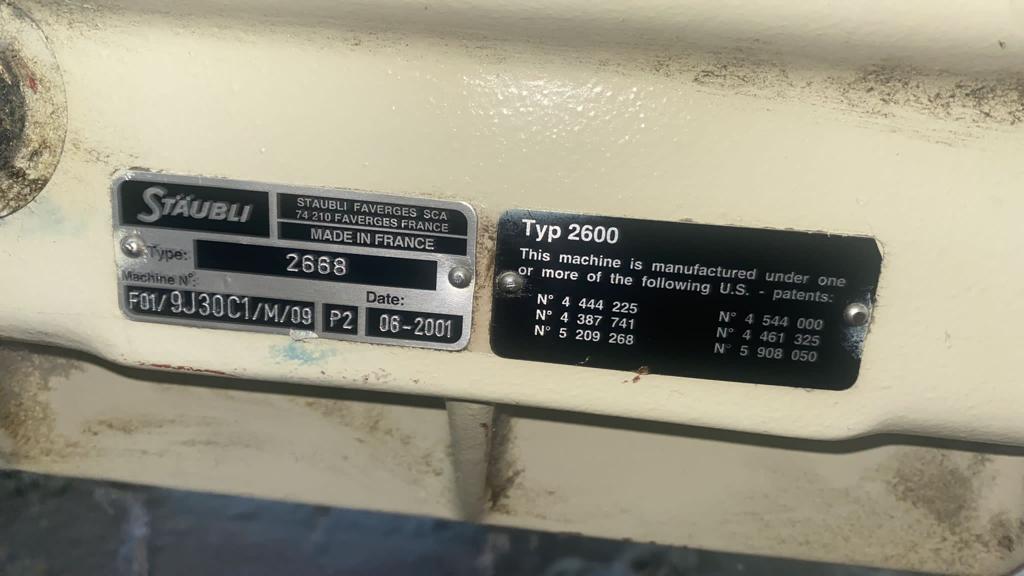 STÄUBLI
STAUBLI FAVERGES SCA
74 210 FAVERGES FRANCE
MADE IN FRANCE
Type: 2668
Machine N°: Date:
F01/9J30C1/M/09 P2 06-2001
Typ 2600
This machine is manufactured under one
or more of the following U.S. - patents:
N° 4 444 225 N° 4 544 000
N° 4 387 741 N° 4 461 325
N° 5 209 268 N° 5 908 050